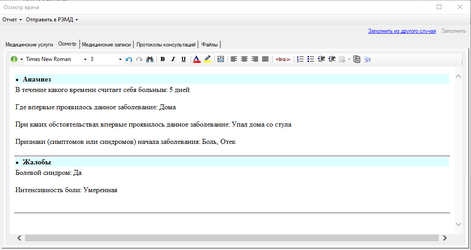 Осмотр врача
Отчет Отправить в РЭМД
Заполнить из другого случая Заполнить
Медицинские услуги Осмотр Медицинские записи Протоколы консультаций Файлы
Times New Roman 3 B I U A
• Анамнез
В течение какого времени считает себя больным: 5 дней
Где впервые проявилось данное заболевание: Дома
При каких обстоятельствах впервые проявилось данное заболевание: Упал дома со стула
Признаки (симптомов или синдромов) начала заболевания: Боль, Отек
• Жалобы
Болевой синдром: Да
Интенсивность боли: Умеренная